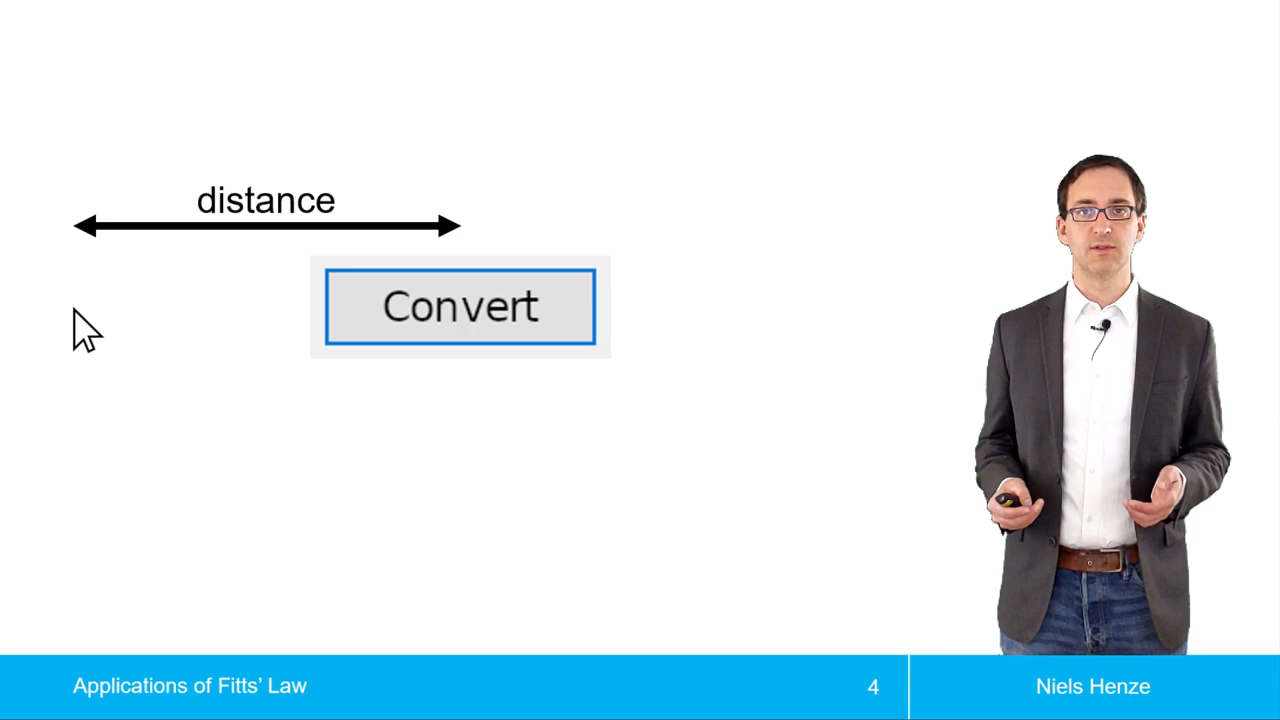 distance
Convert
Applications of Fitts’ Law
4
Niels Henze